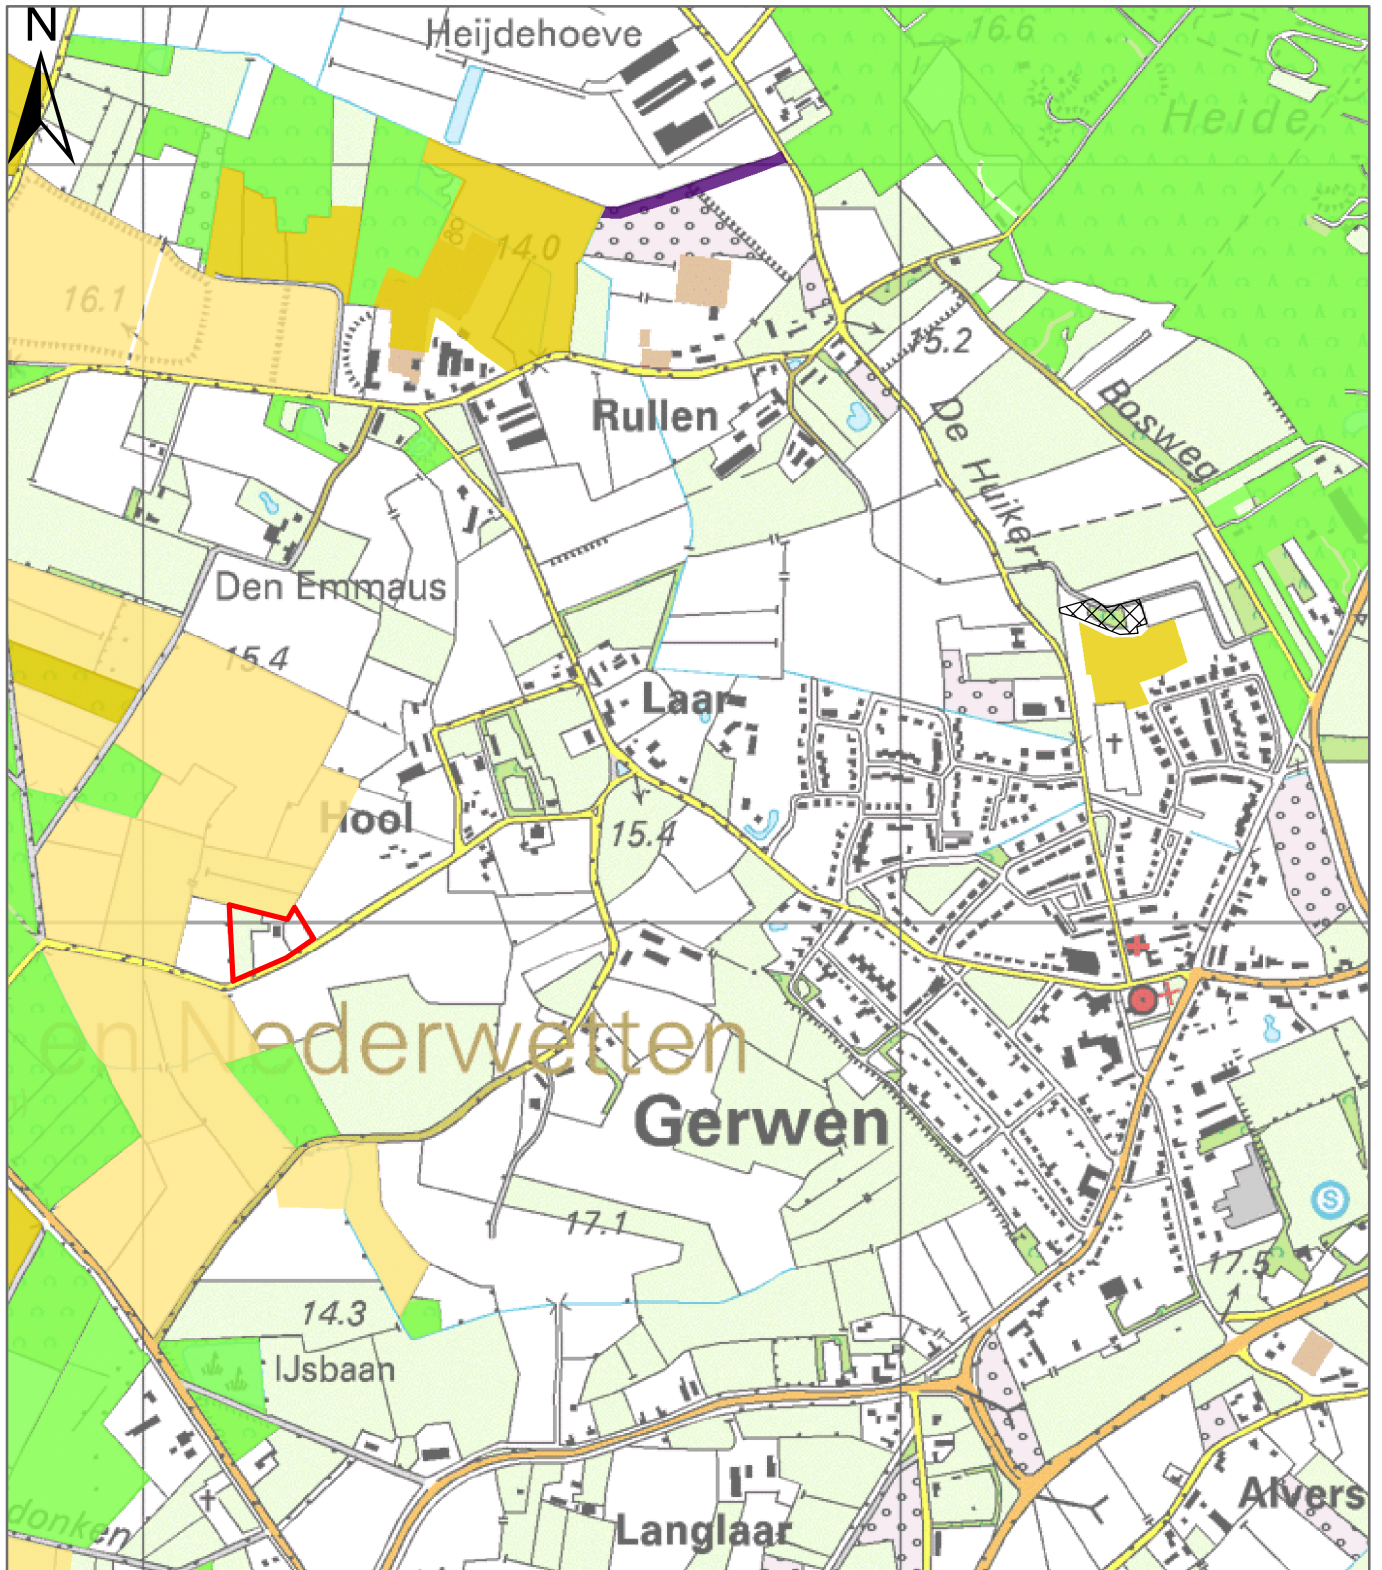 N
Heijdehoeve
16.6
Heide
14.0
16.1
15.2
Rullen
De Huikert
Bosweg
Den Emmaus
15.4
Laar
Hool
15.4
en Nederwetten
Gerwen
17.1
S
17.5
14.3
IJsbaan
Alvers
donken
Langlaar